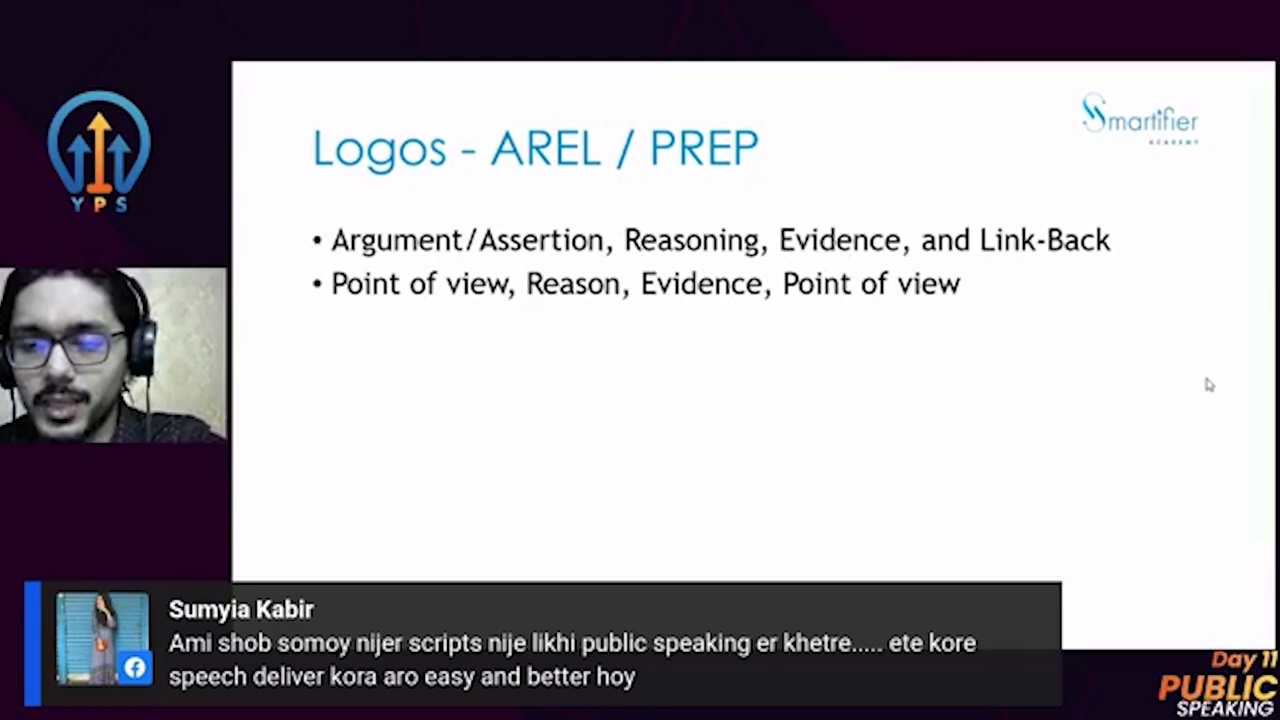 Smartifier
ACADEMY
Logos - AREL / PREP
YPS
• Argument/Assertion, Reasoning, Evidence, and Link-Back
• Point of view, Reason, Evidence, Point of view
Sumyia Kabir
Ami shob somoy nijer scripts nije likhi public speaking er khetre..... ete kore
speech deliver kora aro easy and better hoy
Day 11
PUBLIC
SPEAKING